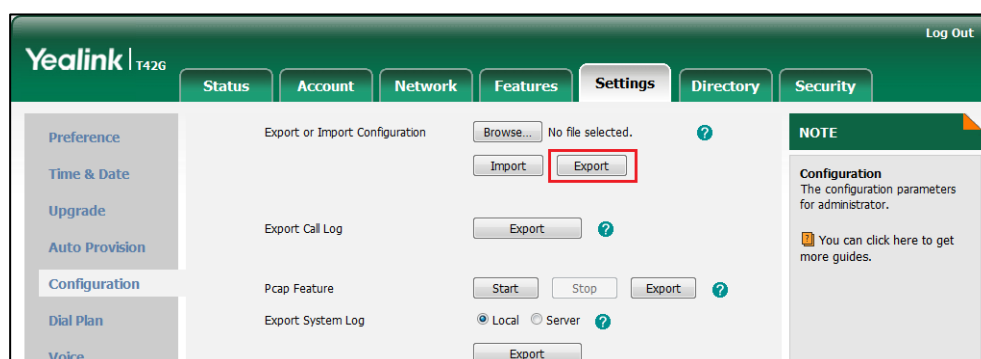 Log Out
Yealink T42G
Status Account Network Features Settings Directory Security
Preference
Time & Date
Upgrade
Auto Provision
Configuration
Dial Plan
Voice
Export or Import Configuration Browse... No file selected. ?
Import Export
Export Call Log Export ?
Pcap Feature Start Stop Export ?
Export System Log Local Server ?
Export
NOTE
Configuration
The configuration parameters
for administrator.
? You can click here to get
more guides.